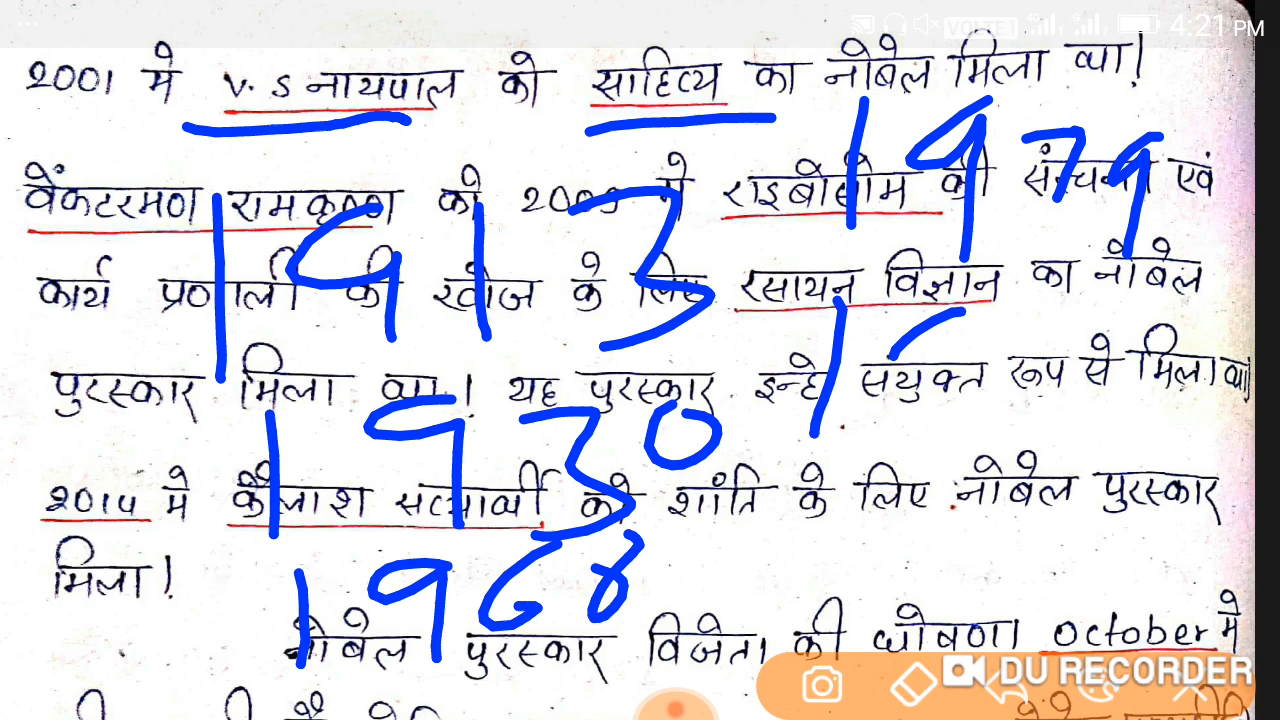 VOLTE1 4:21 PM
2001 मे V. S नायपाल को साहित्य का नोबेल मिला था!
वेंकटरमण रामकृष्ण को 2009 मे राइबोसोम की संरचना एवं
कार्य प्रणाली की खोज के लिए रसायन विज्ञान का नोबेल
पुरस्कार मिला था! यह पुरस्कार इन्हे संयुक्त रूप से मिला था
2014 मे कैलाश सत्यार्थी को शांति के लिए नोबेल पुरस्कार
मिला!
नोबेल पुरस्कार विजेता की घोषणा october मे
1979
1913
1930
1968
DU RECORDER